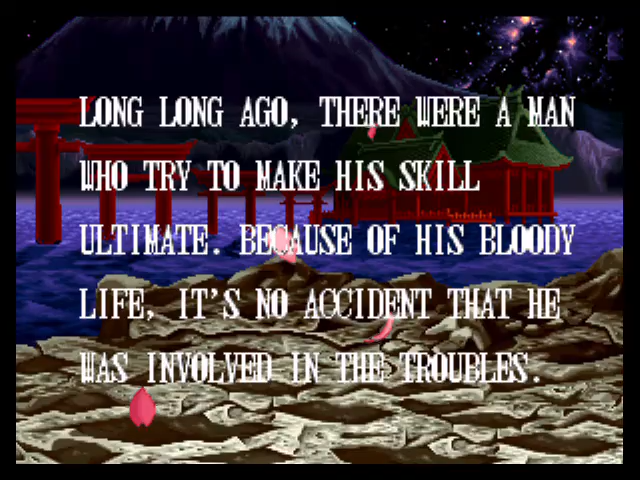 LONG LONG AGO, THERE WERE A MAN
WHO TRY TO MAKE HIS SKILL
ULTIMATE. BECAUSE OF HIS BLOODY
LIFE, IT'S NO ACCIDENT THAT HE
WAS INVOLVED IN THE TROUBLES.